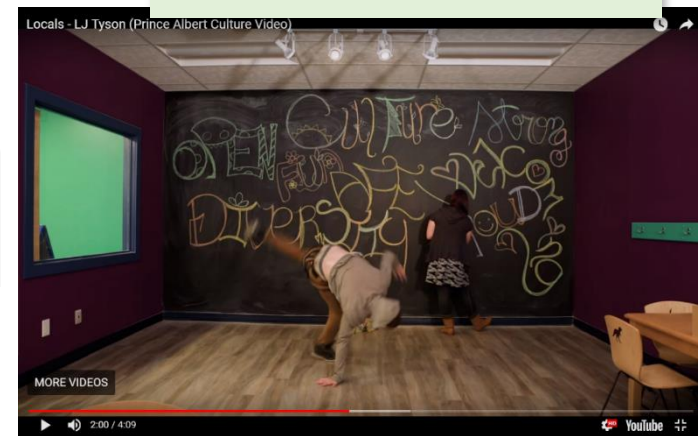 Locals - LJ Tyson (Prince Albert Culture Video)
OPEN Culture Strong
FUN
DIVERSITY
MORE VIDEOS
2:00 / 4:09
HD
YouTube